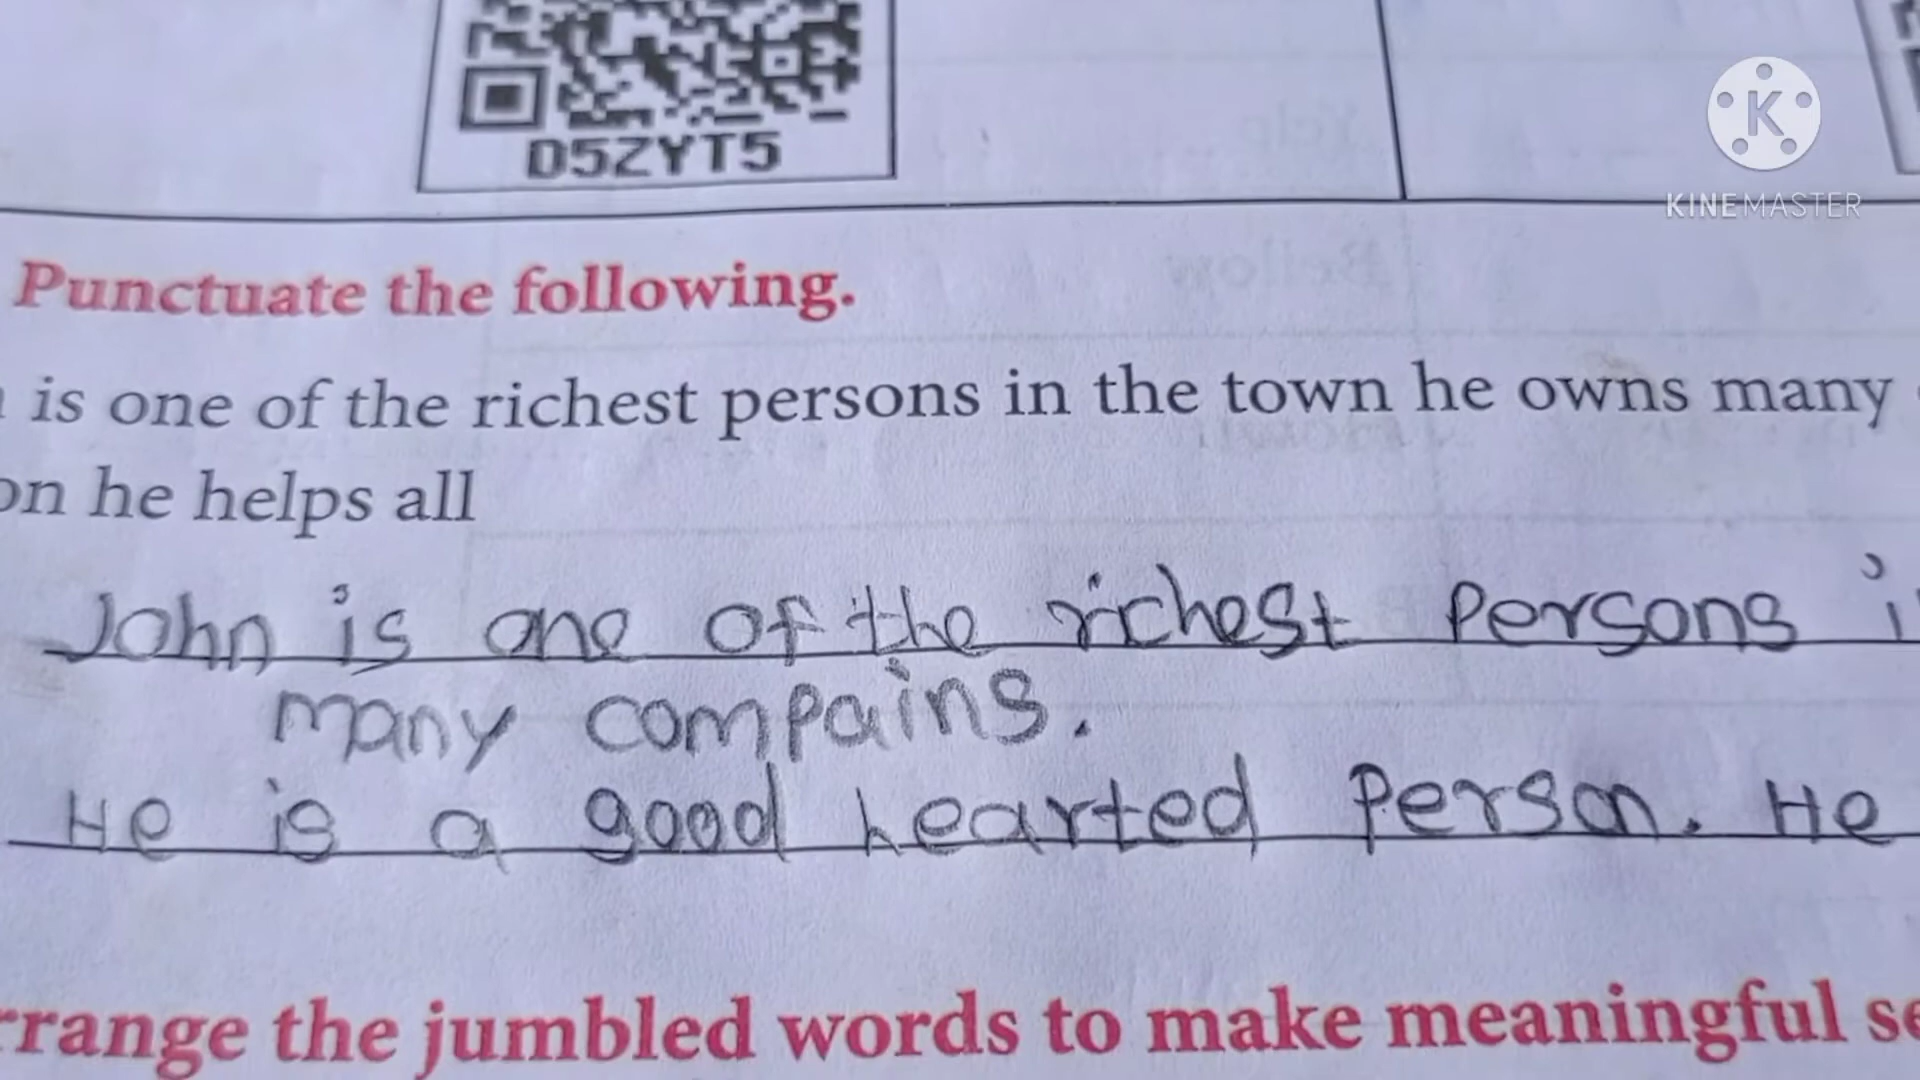 D5ZYT5
KINEMASTER
Punctuate the following.
is one of the richest persons in the town he owns many
on he helps all
John is one of the richest Persons i
many compains.
He is a good hearted Person. He
rrange the jumbled words to make meaningful se